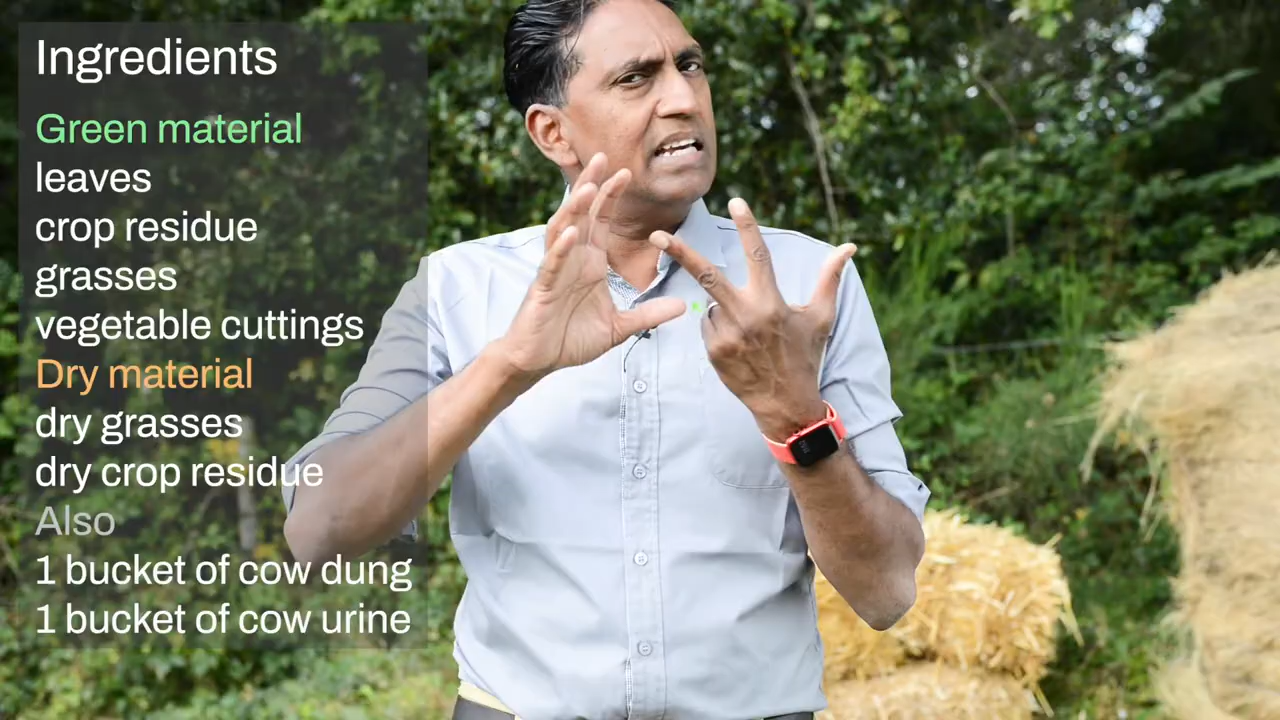 Ingredients
Green material
leaves
crop residue
grasses
vegetable cuttings
Dry material
dry grasses
dry crop residue
Also
1 bucket of cow dung
1 bucket of cow urine